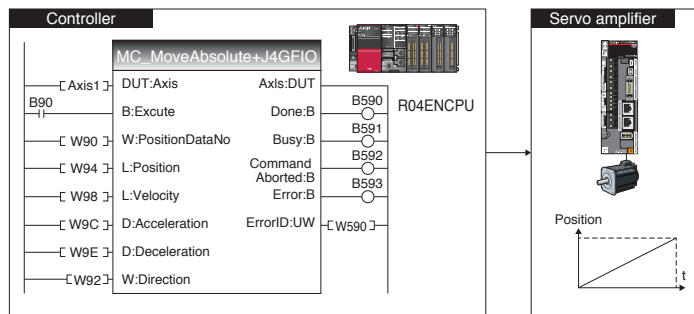 Controller
Servo amplifier
MC_MoveAbsolute+J4GFIO
[Axis1] DUT:Axis AxIs:DUT
B90 B:Excute Done:B B590
R04ENCPU
[W90] W:PositionDataNo Busy:B B591
[W94] L:Position Command Aborted:B B592
[W98] L:Velocity Error:B B593
[W9C] D:Acceleration ErrorID:UW [W590]
[W9E] D:Deceleration
[W92] W:Direction
Position
t